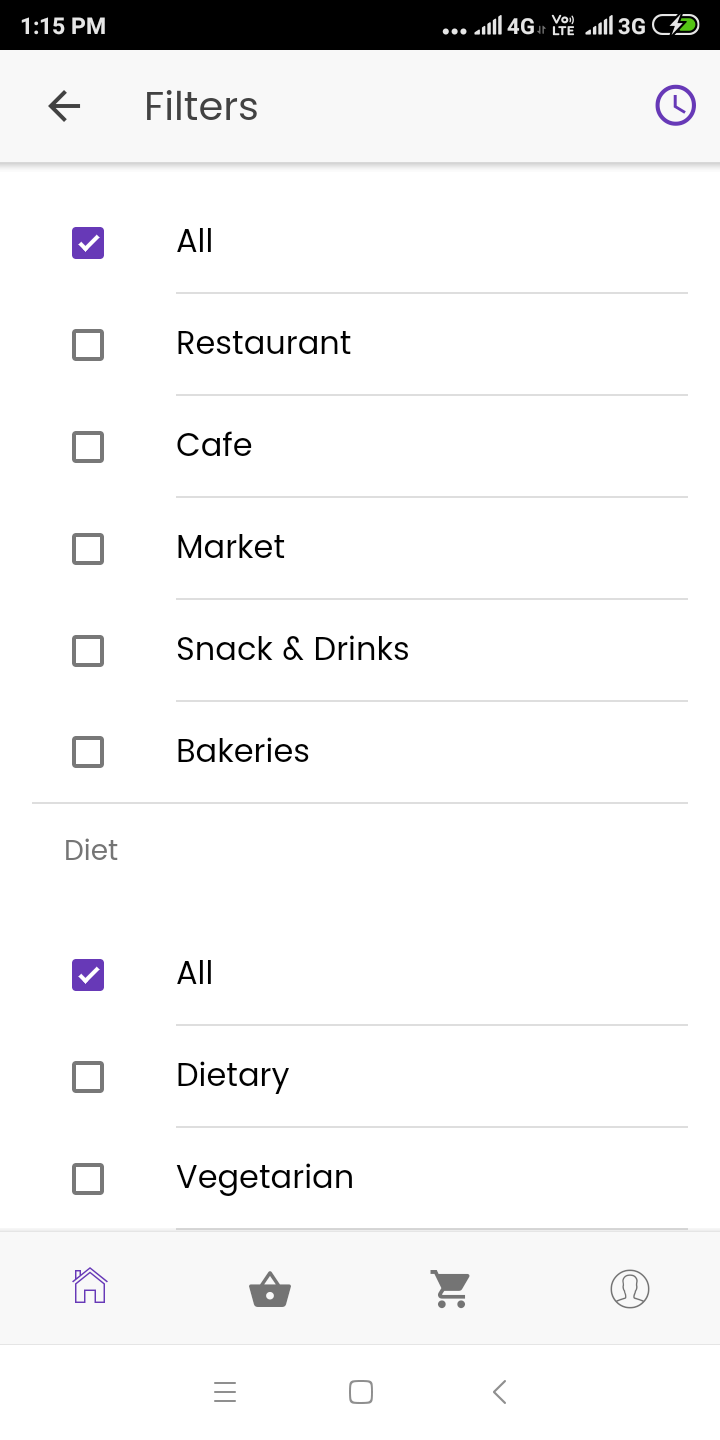 1:15 PM ... 4G Vo) LTE 3G
Filters
All
Restaurant
Cafe
Market
Snack & Drinks
Bakeries
Diet
All
Dietary
Vegetarian